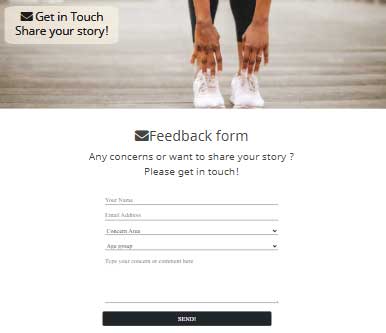 Get in Touch
Share your story!
Feedback form
Any concerns or want to share your story ?
Please get in touch!
Your Name
Email Address
Concern Area
Age group
Type your concern or comment here
SEND!